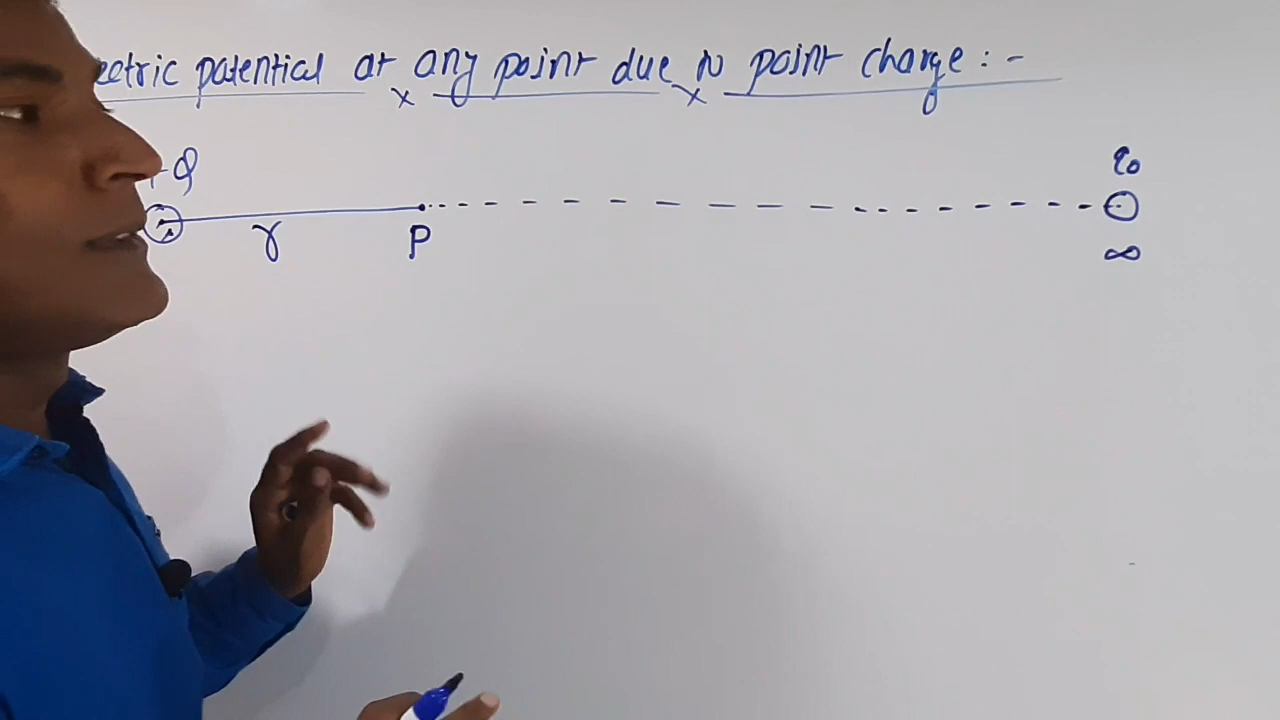 ectric potential at any point due to point charge : -
+Q
q₀
r
P
∞